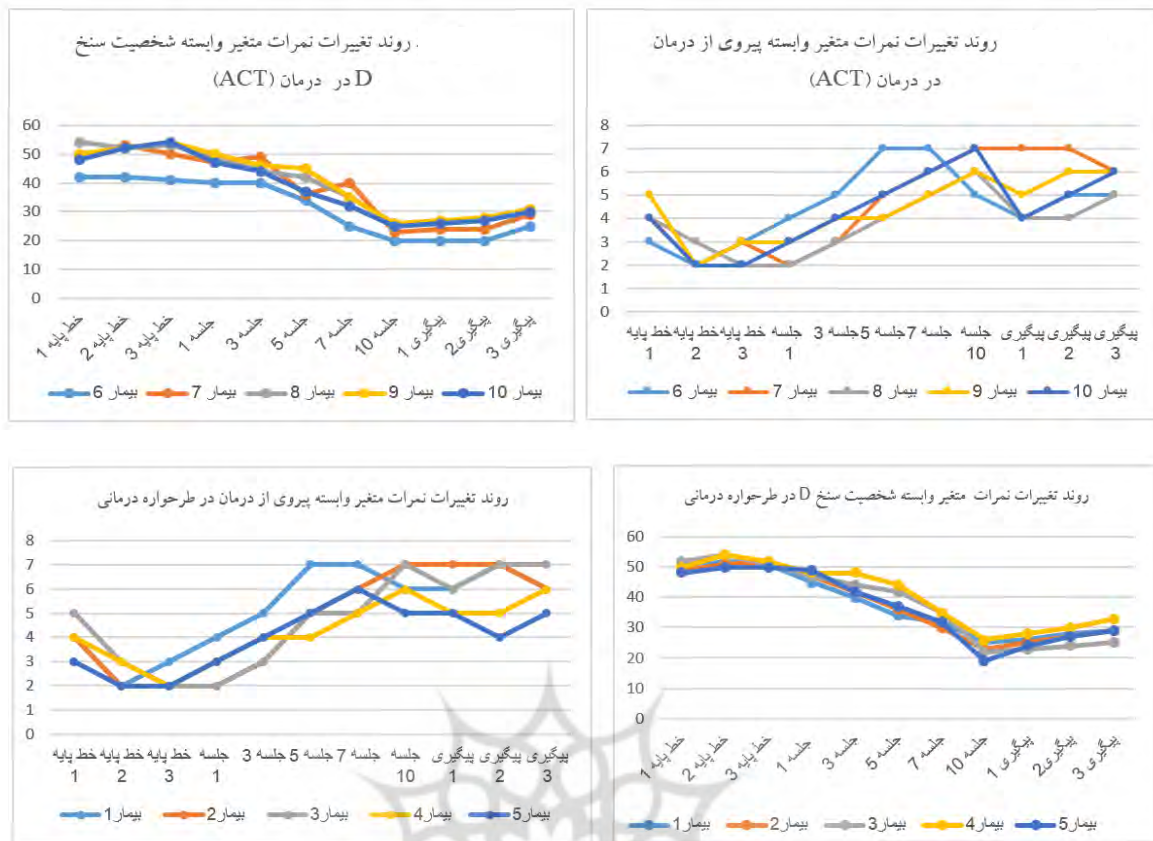 روند تغییرات نمرات متغیر وابسته شخصیت سنخ
D در درمان (ACT)
60
50
40
30
20
10
0
خط پایه 1
خط پایه 2
خط پایه 3
جلسه 1
جلسه 3
جلسه 5
جلسه 7
جلسه 10
پیگیری 1
پیگیری2
پیگیری 3
بیمار 6
بیمار 7
بیمار 8
بیمار 9
بیمار 10
روند تغییرات نمرات متغیر وابسته پیروی از درمان
در درمان (ACT)
8
7
6
5
4
3
2
1
0
خط پایه 1
خط پایه 2
خط پایه 3
جلسه 1
جلسه 3
جلسه 5
جلسه 7
جلسه 10
پیگیری 1
پیگیری 2
پیگیری 3
بیمار 6
بیمار 7
بیمار 8
بیمار 9
بیمار 10
روند تغییرات نمرات متغیر وابسته پیروی از درمان در طرحواره درمانی
8
7
6
5
4
3
2
1
0
خط پایه 1
خط پایه 2
خط پایه 3
جلسه 1
جلسه 3
جلسه 5
جلسه 7
جلسه 10
پیگیری 1
پیگیری 2
پیگیری 3
بیمار1
بیمار2
بیمار3
بیمار4
بیمار5
روند تغییرات نمرات متغیر وابسته شخصیت سنخ D در طرحواره درمانی
60
50
40
30
20
10
0
خط پایه 1
خط پایه 2
خط پایه 3
جلسه 1
جلسه 3
جلسه 5
جلسه 7
جلسه 10
پیگیری 1
پیگیری2
پیگیری 3
بیمار1
بیمار2
بیمار3
بیمار4
بیمار5